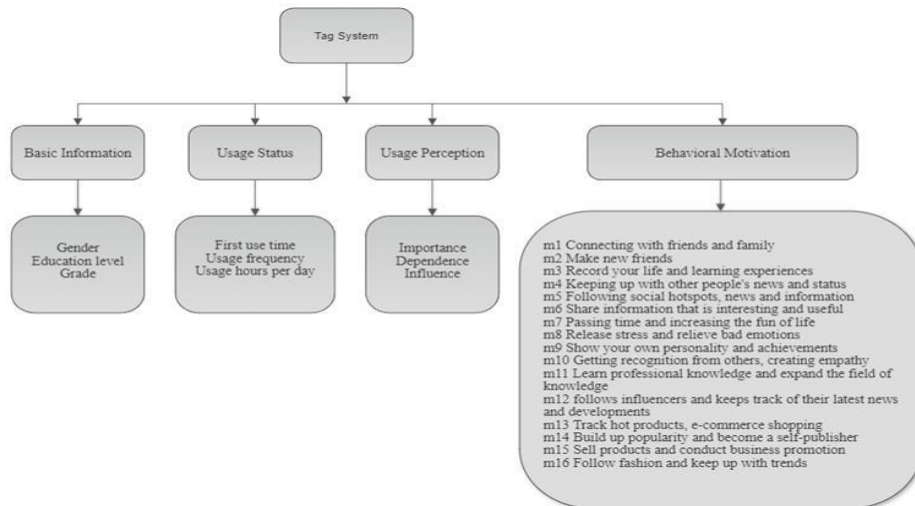 Tag System
Basic Information
Usage Status
Usage Perception
Behavioral Motivation
Gender
Education level
Grade
First use time
Usage frequency
Usage hours per day
Importance
Dependence
Influence
m1 Connecting with friends and family
m2 Make new friends
m3 Record your life and learning experiences
m4 Keeping up with other people's news and status
m5 Following social hotspots, news and information
m6 Share information that is interesting and useful
m7 Passing time and increasing the fun of life
m8 Release stress and relieve bad emotions
m9 Show your own personality and achievements
m10 Getting recognition from others, creating empathy
m11 Learn professional knowledge and expand the field of
knowledge
m12 follows influencers and keeps track of their latest news
and developments
m13 Track hot products, e-commerce shopping
m14 Build up popularity and become a self-publisher
m15 Sell products and conduct business promotion
m16 Follow fashion and keep up with trends